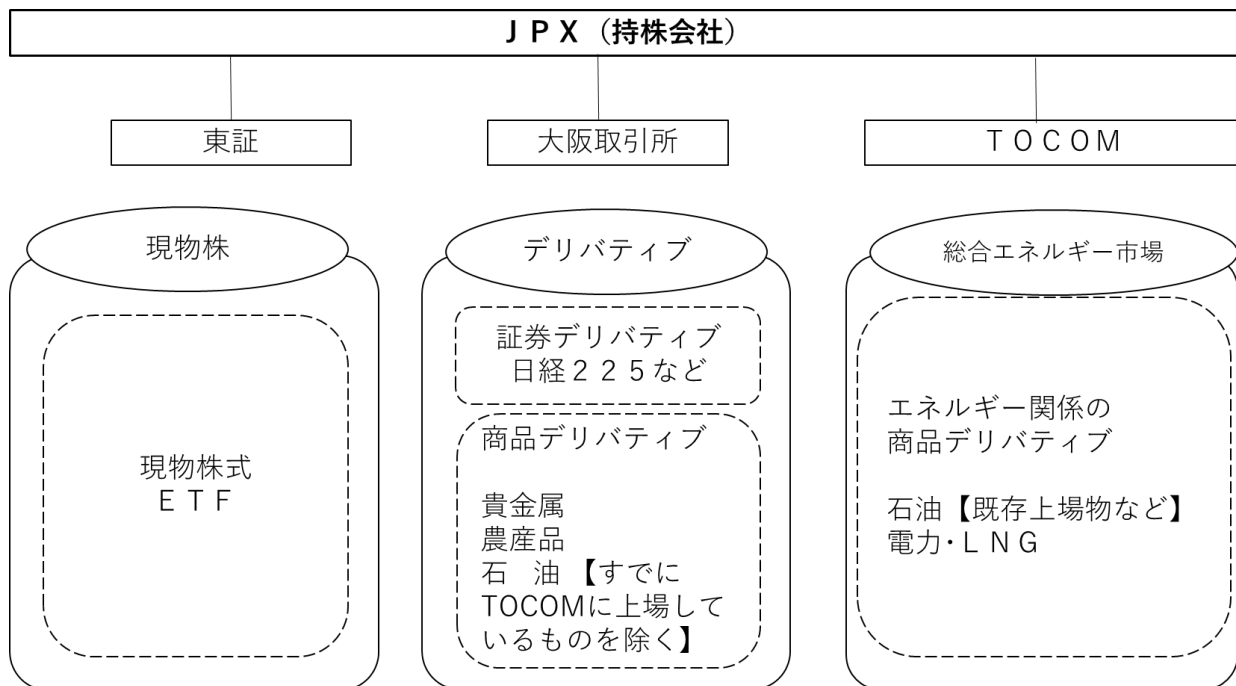 ＪＰＸ（持株会社）
東証
大阪取引所
ＴＯＣＯＭ
現物株
デリバティブ
総合エネルギー市場
現物株式
ＥＴＦ
証券デリバティブ
日経２２５など
商品デリバティブ
貴金属
農産品
石　油 【すでに
TOCOMに上場して
いるものを除く】
エネルギー関係の
商品デリバティブ
石油【既存上場物など】
電力・ＬＮＧ